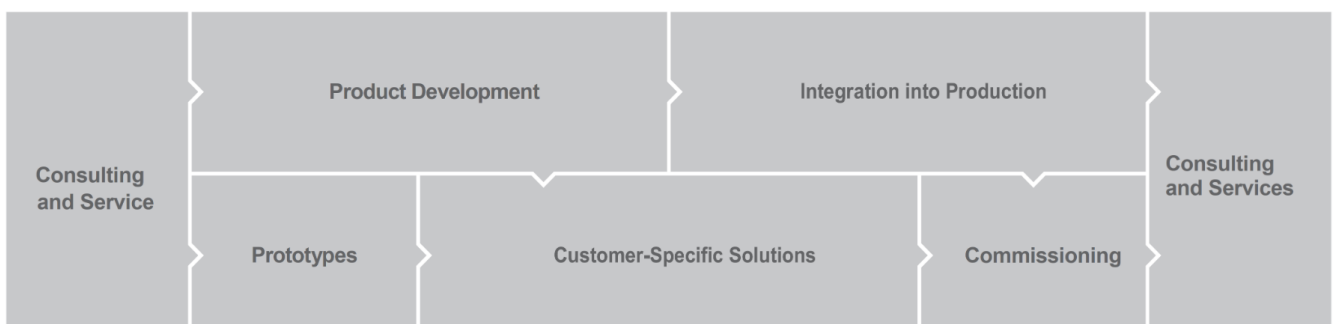 Consulting
and Service
Product Development
Integration into Production
Prototypes
Customer-Specific Solutions
Commissioning
Consulting
and Services